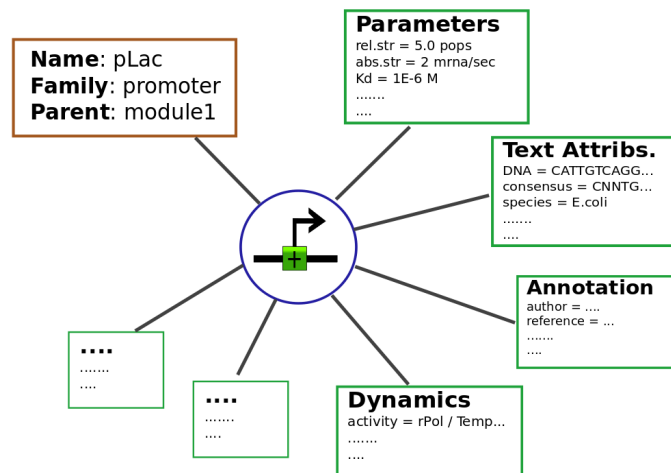 Name: pLac
Family: promoter
Parent: module1
Parameters
rel.str = 5.0 pops
abs.str = 2 mrna/sec
Kd = 1E-6 M
.......
....
Text Attribs.
DNA = CATTGTCAGG...
consensus = CNNTG...
species = E.coli
.......
....
+
Annotation
author = ....
reference = ...
.......
....
....
.......
....
....
.......
....
Dynamics
activity = rPol / Temp...
.......
....